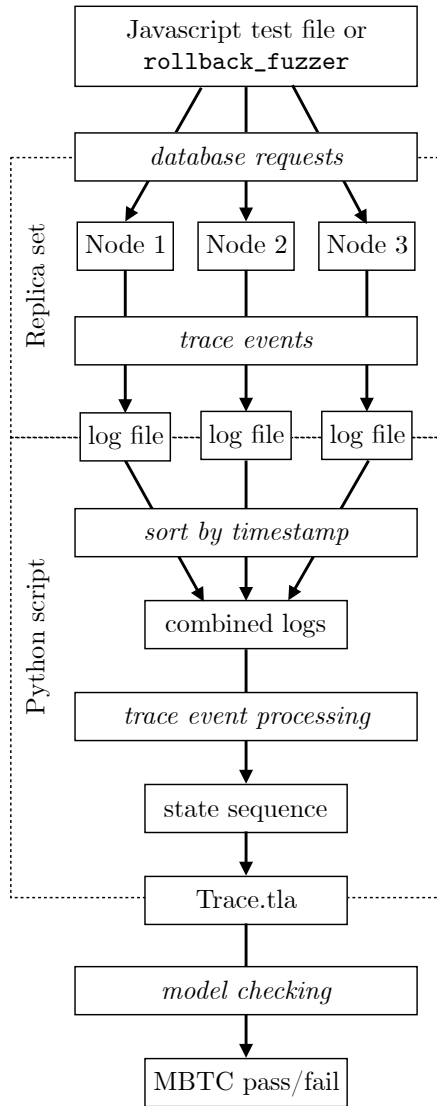 Javascript test file or
rollback_fuzzer
database requests
Replica set
Node 1
Node 2
Node 3
trace events
log file
log file
log file
Python script
sort by timestamp
combined logs
trace event processing
state sequence
Trace.tla
model checking
MBTC pass/fail